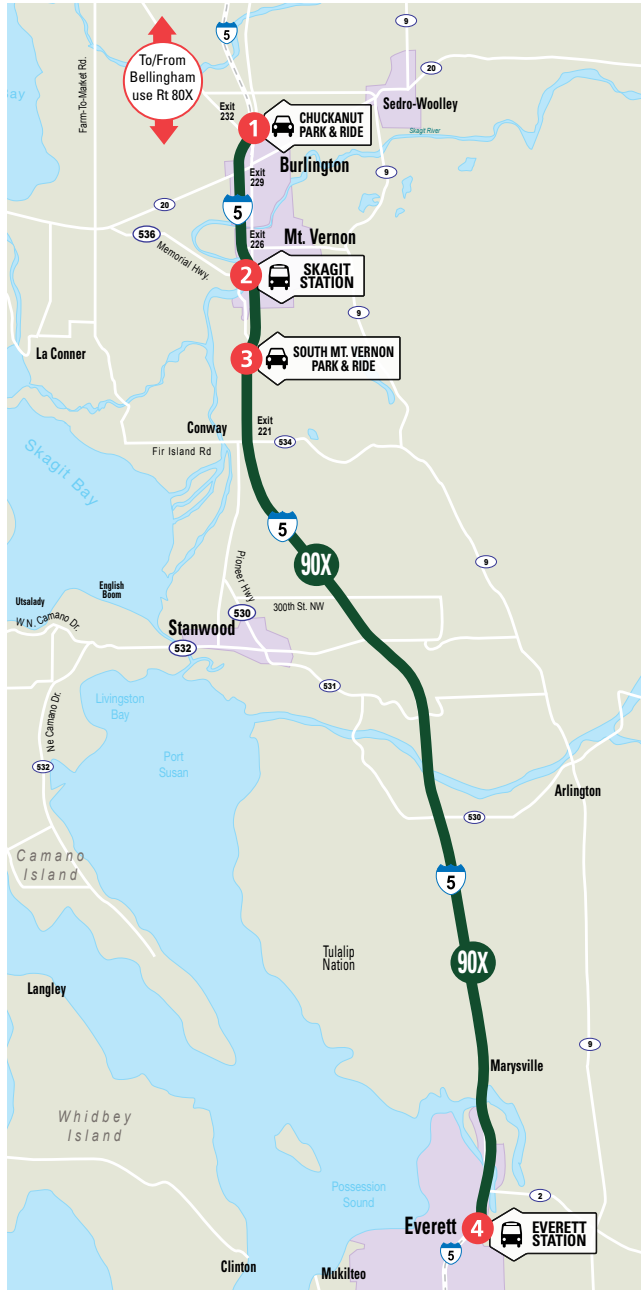 5
9
To/From
Bellingham
use Rt 80X
Farm-To-Market Rd.
20
Sedro-Woolley
Exit
232
1
CHUCKANUT
PARK & RIDE
Skagit River
Burlington
Exit
229
9
20
5
536
Memorial Hwy.
Exit
226
Mt. Vernon
2
SKAGIT
STATION
9
La Conner
3
SOUTH MT. VERNON
PARK & RIDE
Conway
Exit
221
534
Fir Island Rd
Skagit Bay
5
90X
9
Pioneer Hwy
English
Boom
Utsalady
W N. Camano Dr.
530
300th St. NW
Stanwood
532
531
Livingston
Bay
Ne Camano Dr.
Port
Susan
532
Arlington
530
Camano
Island
5
Tulalip
Nation
90X
Langley
9
Marysville
Whidbey
Island
Possession
Sound
2
Everett
4
EVERETT
STATION
5
Clinton
Mukilteo